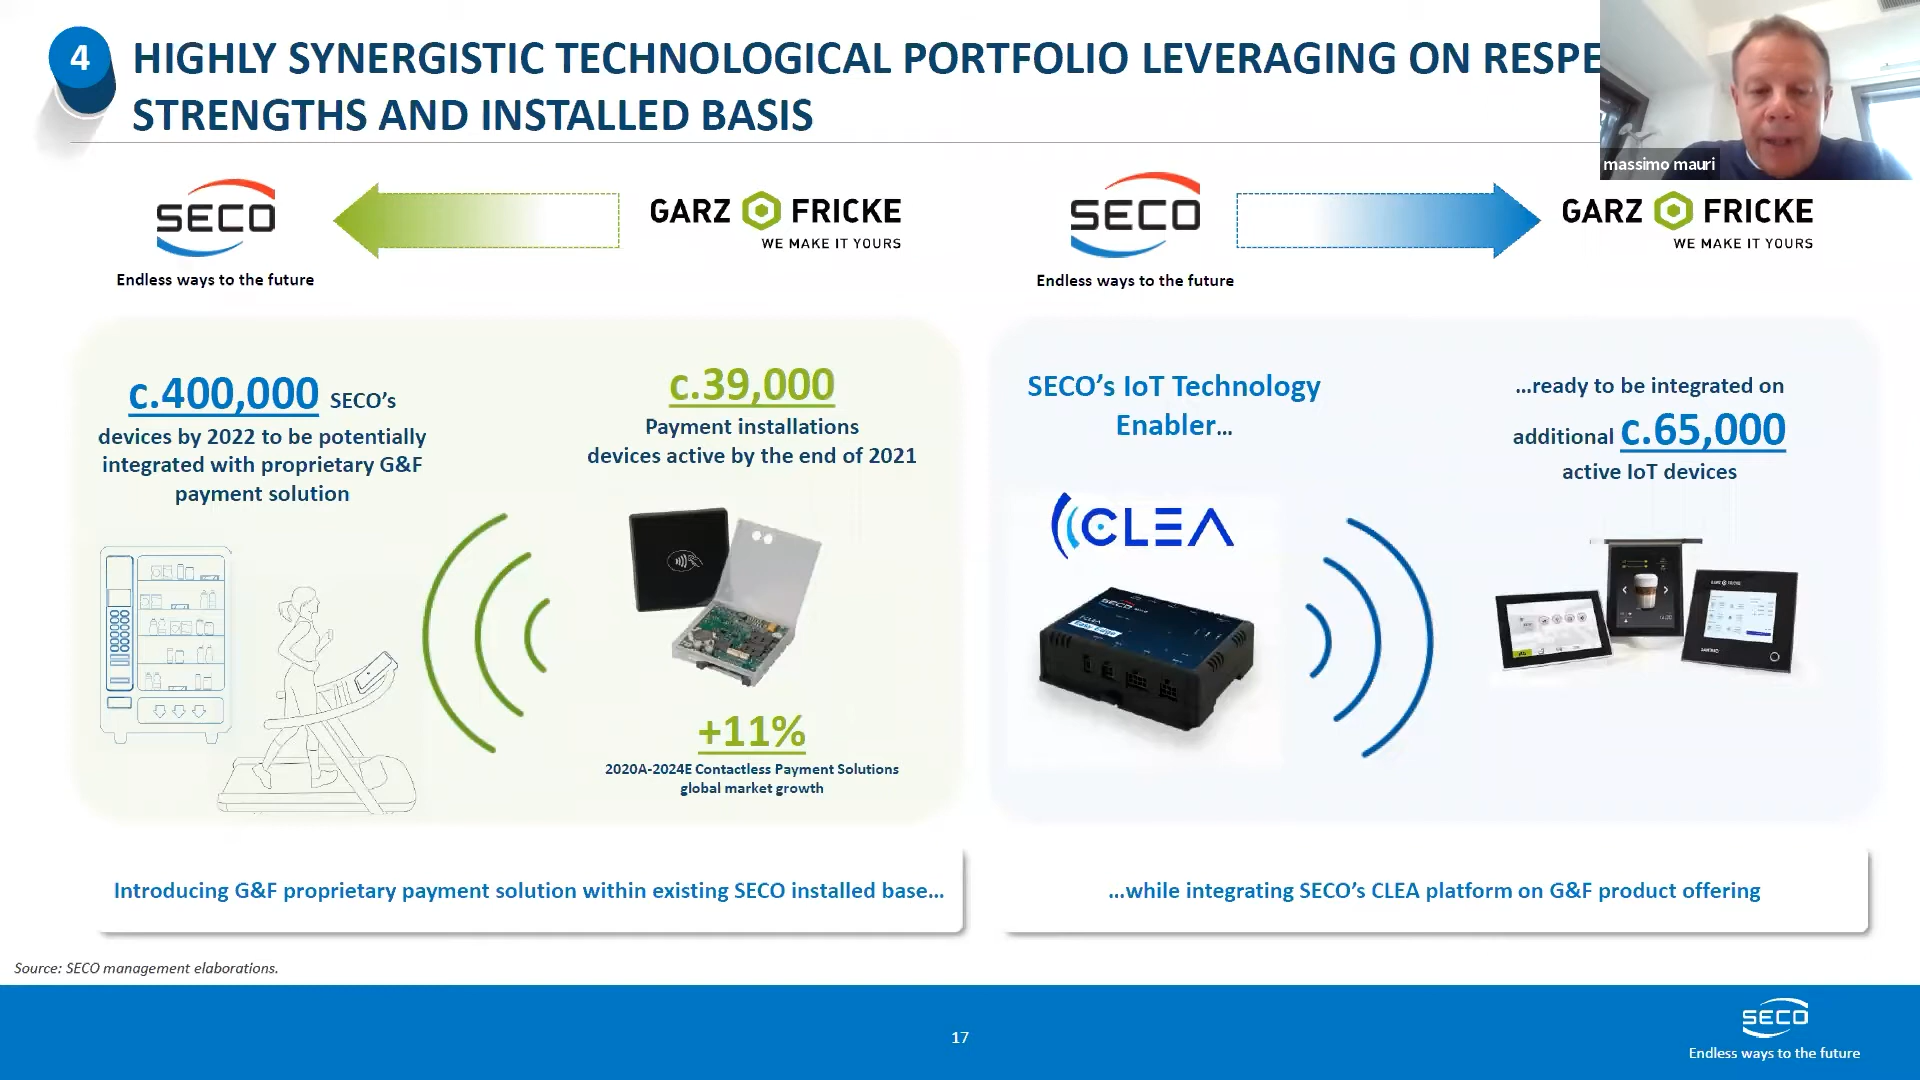 4
HIGHLY SYNERGISTIC TECHNOLOGICAL PORTFOLIO LEVERAGING ON RESPE
STRENGTHS AND INSTALLED BASIS
massimo mauri
SECO
Endless ways to the future
GARZ FRICKE
WE MAKE IT YOURS
SECO
Endless ways to the future
GARZ FRICKE
WE MAKE IT YOURS
c.400,000 SECO's
devices by 2022 to be potentially
integrated with proprietary G&F
payment solution
c.39,000
Payment installations
devices active by the end of 2021
+11%
2020A-2024E Contactless Payment Solutions
global market growth
SECO's IoT Technology
Enabler...
CLEA
SECO
CLEA
...ready to be integrated on
additional c.65,000
active IoT devices
GARZ FRICKE
Introducing G&F proprietary payment solution within existing SECO installed base...
...while integrating SECO's CLEA platform on G&F product offering
Source: SECO management elaborations.
17
SECO
Endless ways to the future